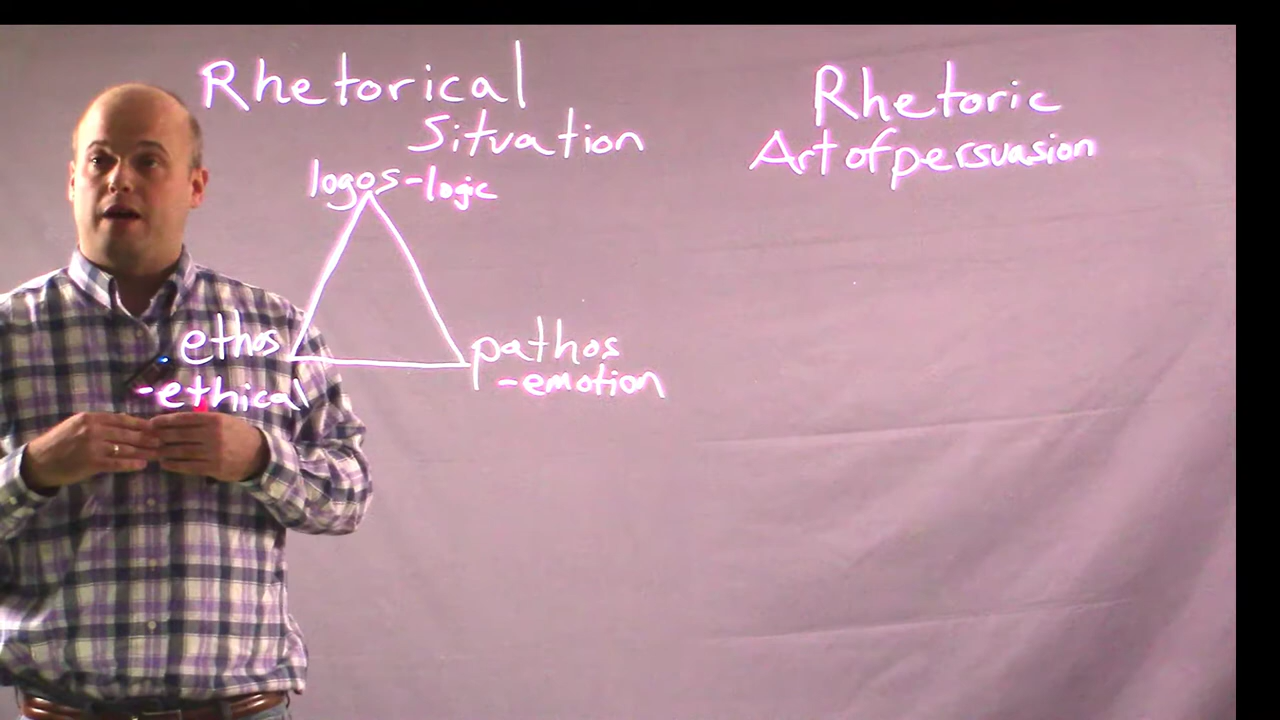 Rhetorical
Situation
logos-logic
ethos
-ethical
pathos
-emotion
Rhetoric
Art of persuasion